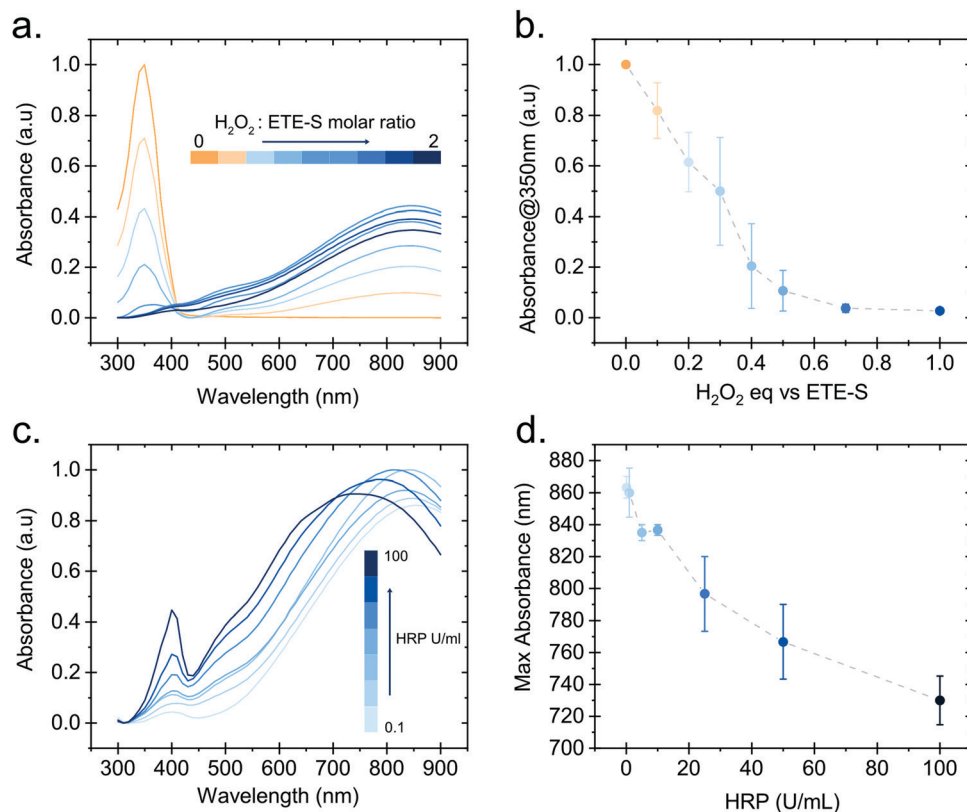 a.
Absorbance (a.u)
1.0
0.8
0.6
0.4
0.2
0.0
H₂O₂ : ETE-S molar ratio
0
2
300 400 500 600 700 800 900
Wavelength (nm)
b.
Absorbance@350nm (a.u)
1.0
0.8
0.6
0.4
0.2
0.0
0.0 0.2 0.4 0.6 0.8 1.0
H₂O₂ eq vs ETE-S
c.
Absorbance (a.u)
1.0
0.8
0.6
0.4
0.2
0.0
100
HRP U/ml
0.1
300 400 500 600 700 800 900
Wavelength (nm)
d.
Max Absorbance (nm)
880
860
840
820
800
780
760
740
720
700
0 20 40 60 80 100
HRP (U/mL)